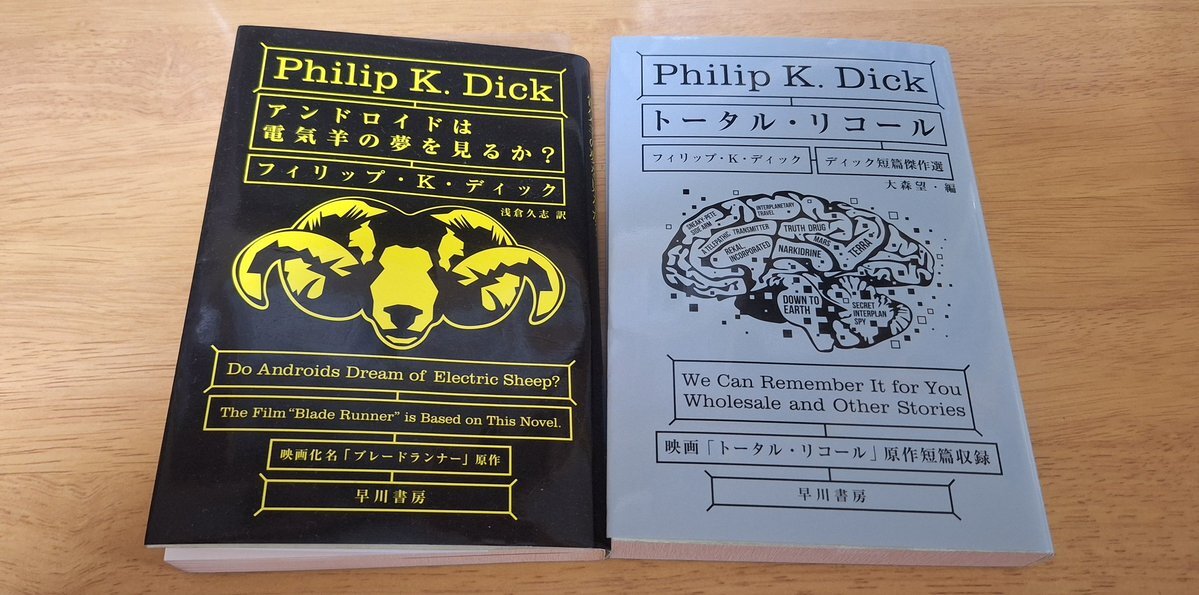 Philip K. Dick
アンドロイドは
電気羊の夢を見るか?
フィリップ・K・ディック
浅倉久志 訳
Do Androids Dream of Electric Sheep?
The Film “Blade Runner” is Based on This Novel.
映画化名「ブレードランナー」原作
早川書房
Philip K. Dick
トータル・リコール
フィリップ・K・ディック
ディック短篇傑作選
大森望・編
SNEAKY-PETE
SIDE ARM
INTERPLANETARY
TRAVEL
A TELEPATHIC-TRANSMITTER
TRUTH DRUG
REKAL,
INCORPORATED
NARKIDRINE
MARS
TERRA
DOWN TO
EARTH
SECRET
INTERPLAN
SPY
We Can Remember It for You
Wholesale and Other Stories
映画「トータル・リコール」原作短篇収録
早川書房